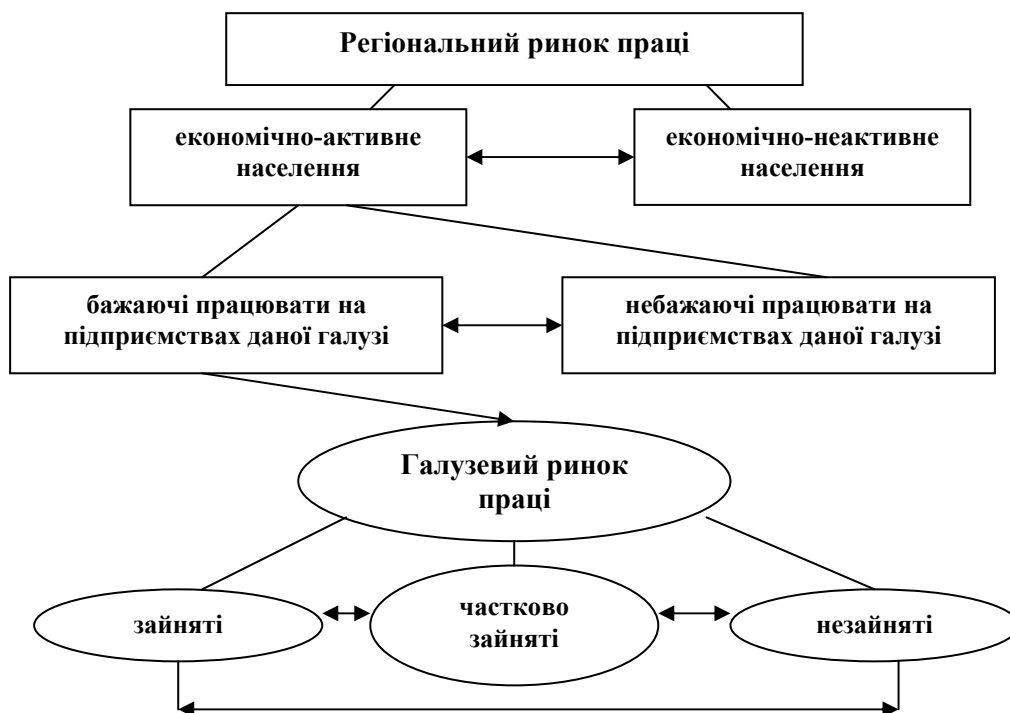 Регіональний ринок праці
економічно-активне
населення
економічно-неактивне
населення
бажаючі працювати на
підприємствах даної галузі
небажаючі працювати на
підприємствах даної галузі
Галузевий ринок
праці
зайняті
частково
зайняті
незайняті